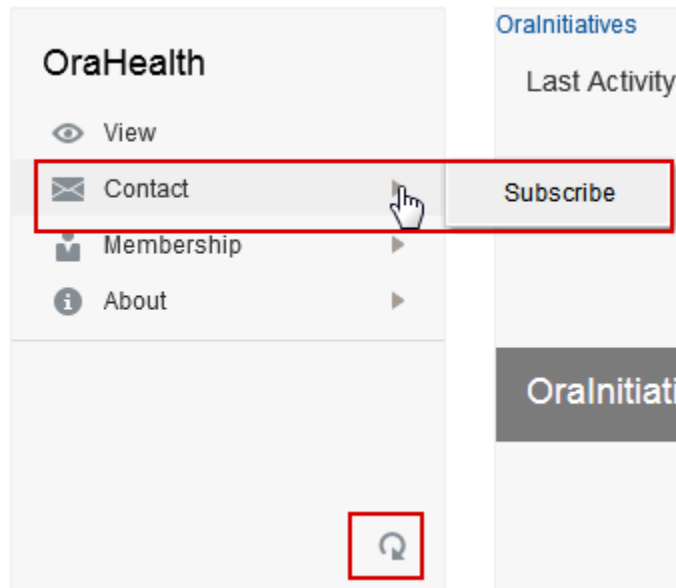 OraHealth
View
Contact
Subscribe
Membership
About
OraInitiatives
Last Activity
OraInitiati